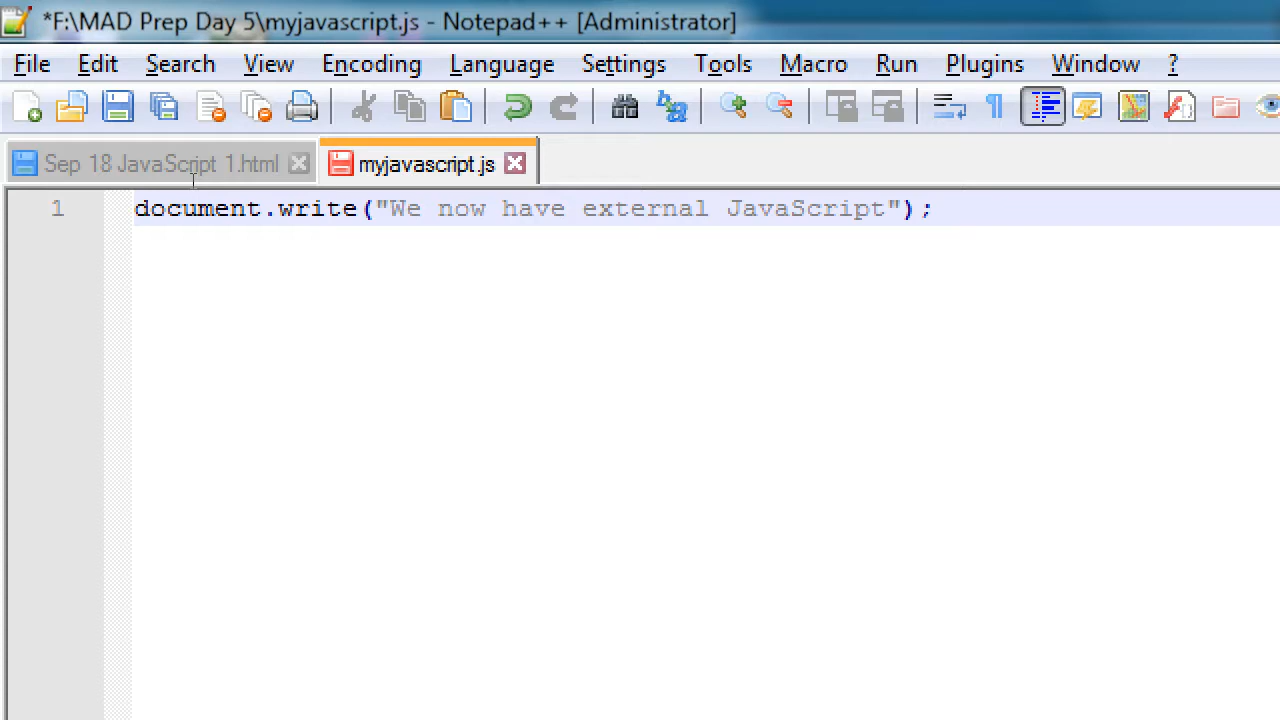 *F:\MAD Prep Day 5\myjavascript.js - Notepad++ [Administrator]
File Edit Search View Encoding Language Settings Tools Macro Run Plugins Window ?
Sep 18 JavaScript 1.html myjavascript.js
1 document.write("We now have external JavaScript");